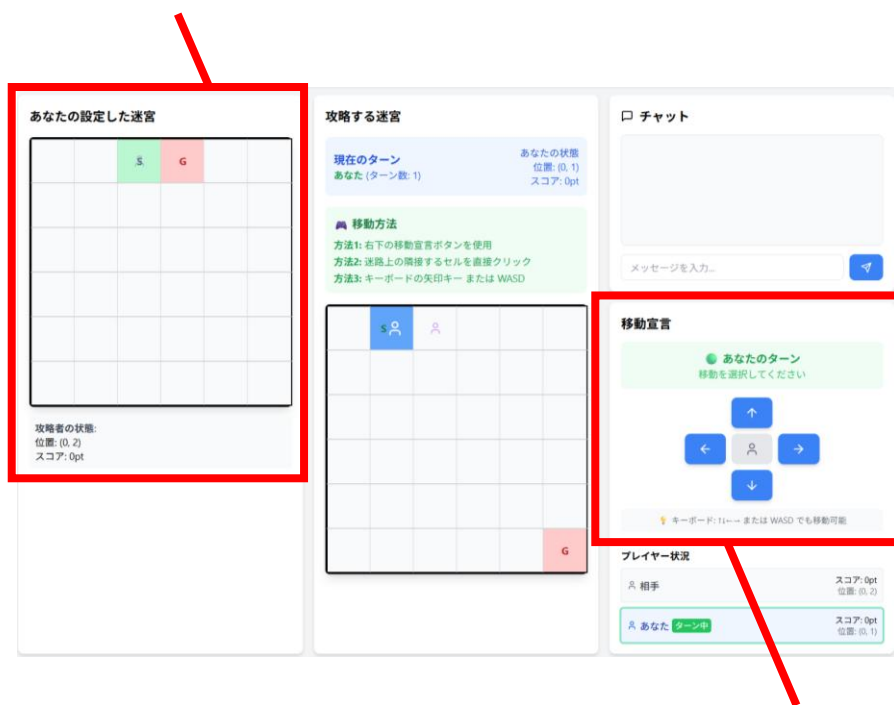 あなたの設定した迷宮
S
G
攻略者の状態:
位置: (0, 2)
スコア: 0pt
攻略する迷宮
現在のターン
あなた (ターン数: 1)
あなたの状態
位置: (0, 1)
スコア: 0pt
移動方法
方法1: 右下の移動宣言ボタンを使用
方法2: 迷路上の隣接するセルを直接クリック
方法3: キーボードの矢印キー または WASD
S
G
チャット
メッセージを入力...
移動宣言
あなたのターン
移動を選択してください
↑
← →
↓
キーボード: ↑↓←→ または WASD でも移動可能
プレイヤー状況
相手
スコア: 0pt
位置: (0, 2)
あなた ターン中
スコア: 0pt
位置: (0, 1)